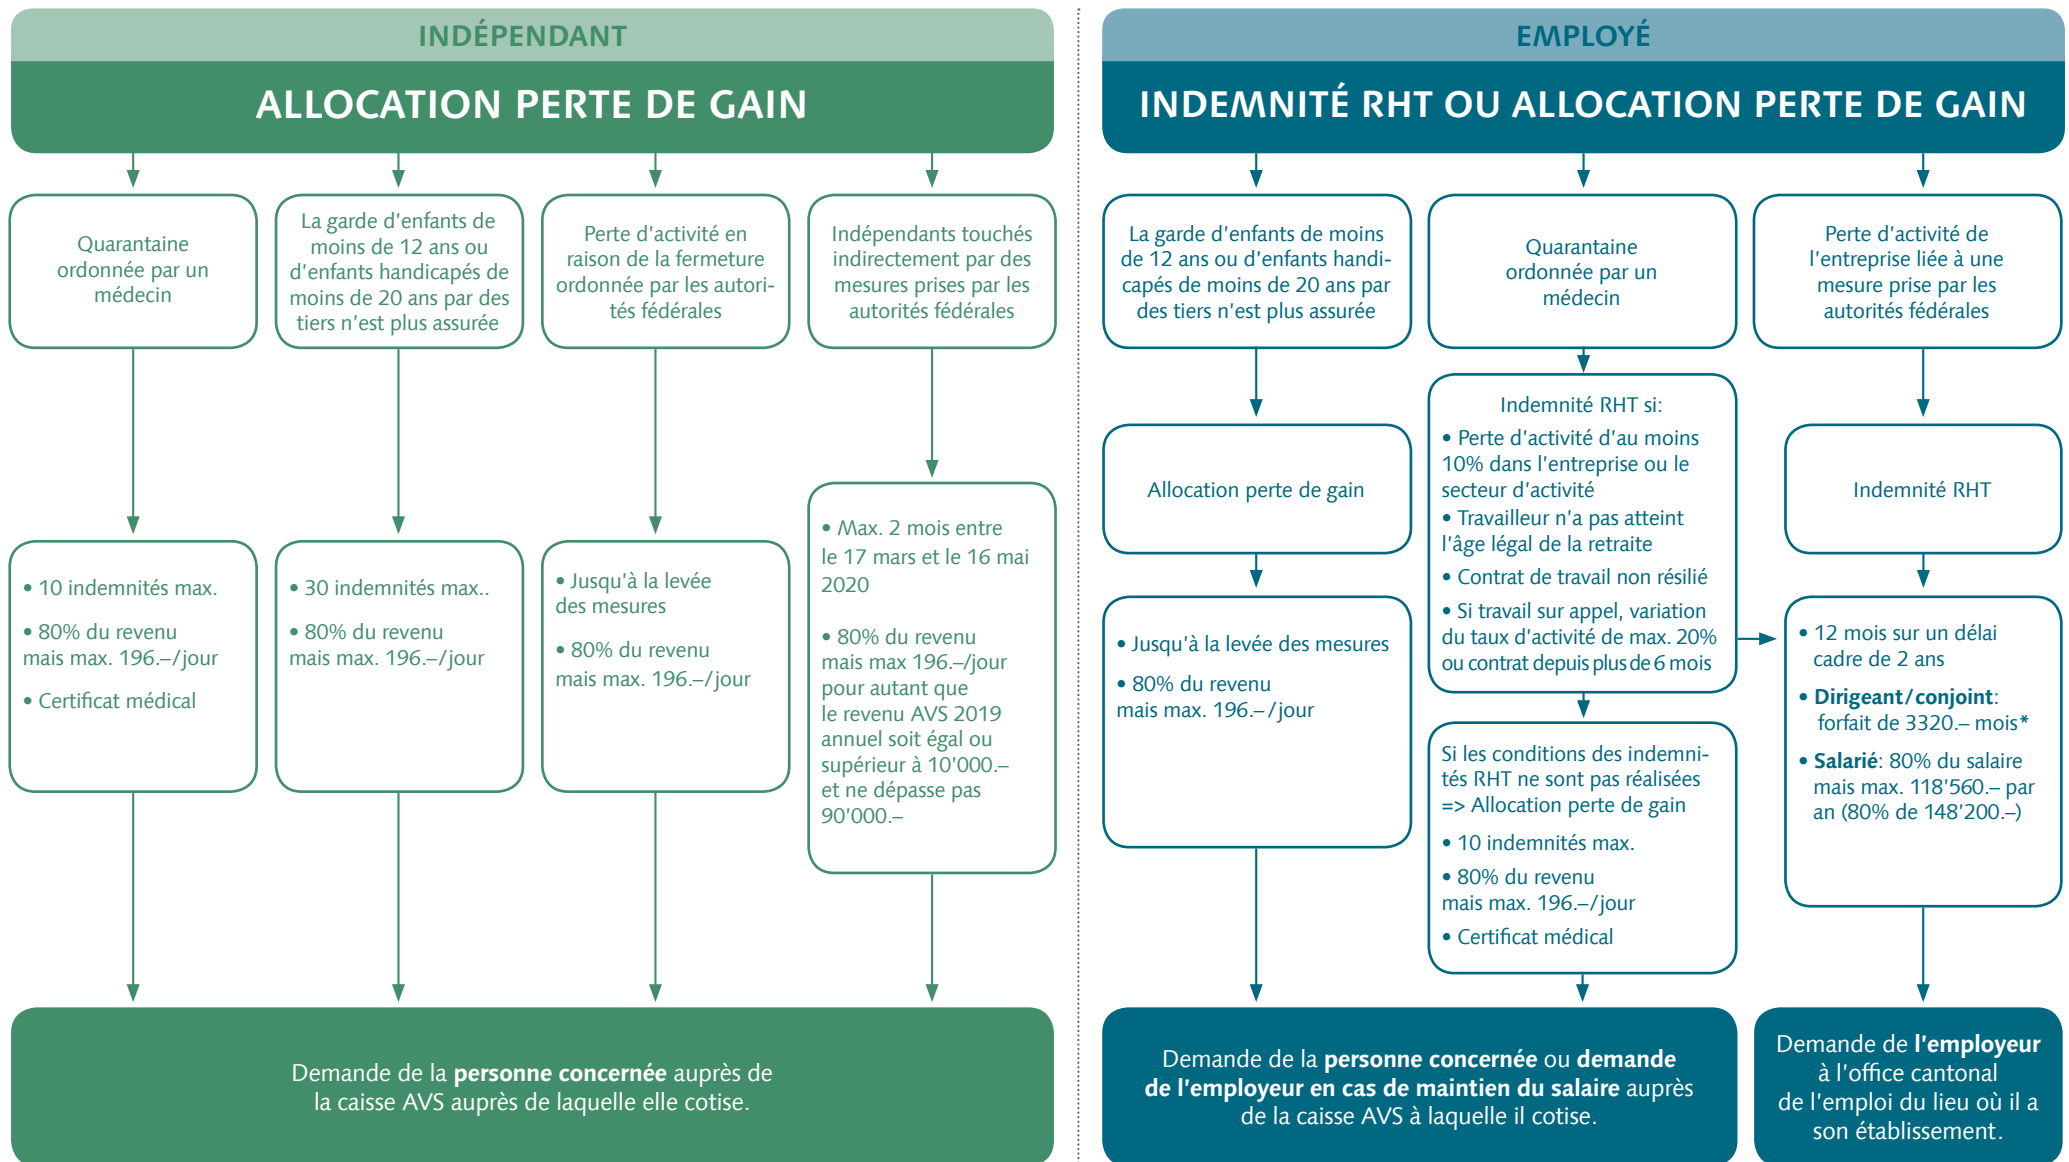 INDÉPENDANT
ALLOCATION PERTE DE GAIN
Quarantaine
ordonnée par un
médecin
La garde d'enfants de
moins de 12 ans ou
d'enfants handicapés de
moins de 20 ans par des
tiers n'est plus assurée
Perte d'activité en
raison de la fermeture
ordonnée par les autori-
tés fédérales
Indépendants touchés
indirectement par des
mesures prises par les
autorités fédérales
• 10 indemnités max.
• 80% du revenu
mais max. 196.–/jour
• Certificat médical
• 30 indemnités max..
• 80% du revenu
mais max. 196.–/jour
• Jusqu'à la levée
des mesures
• 80% du revenu
mais max. 196.–/jour
• Max. 2 mois entre
le 17 mars et le 16 mai
2020
• 80% du revenu
mais max 196.–/jour
pour autant que
le revenu AVS 2019
annuel soit égal ou
supérieur à 10'000.–
et ne dépasse pas
90'000.–
Demande de la personne concernée auprès de
la caisse AVS auprès de laquelle elle cotise.
EMPLOYÉ
INDEMNITÉ RHT OU ALLOCATION PERTE DE GAIN
La garde d'enfants de moins
de 12 ans ou d'enfants handi-
capés de moins de 20 ans par
des tiers n'est plus assurée
Allocation perte de gain
• Jusqu'à la levée des mesures
• 80% du revenu
mais max. 196.–/jour
Quarantaine
ordonnée par un
médecin
Indemnité RHT si:
• Perte d'activité d'au moins
10% dans l'entreprise ou le
secteur d'activité
• Travailleur n'a pas atteint
l'âge légal de la retraite
• Contrat de travail non résilié
• Si travail sur appel, variation
du taux d'activité de max. 20%
ou contrat depuis plus de 6 mois
Si les conditions des indemni-
tés RHT ne sont pas réalisées
=> Allocation perte de gain
• 10 indemnités max.
• 80% du revenu
mais max. 196.–/jour
• Certificat médical
Perte d'activité de
l'entreprise liée à une
mesure prise par les
autorités fédérales
Indemnité RHT
• 12 mois sur un délai
cadre de 2 ans
• Dirigeant/conjoint:
forfait de 3320.– mois*
• Salarié: 80% du salaire
mais max. 118'560.– par
an (80% de 148'200.–)
Demande de la personne concernée ou demande
de l'employeur en cas de maintien du salaire auprès
de la caisse AVS à laquelle il cotise.
Demande de l'employeur
à l'office cantonal
de l'emploi du lieu où il a
son établissement.